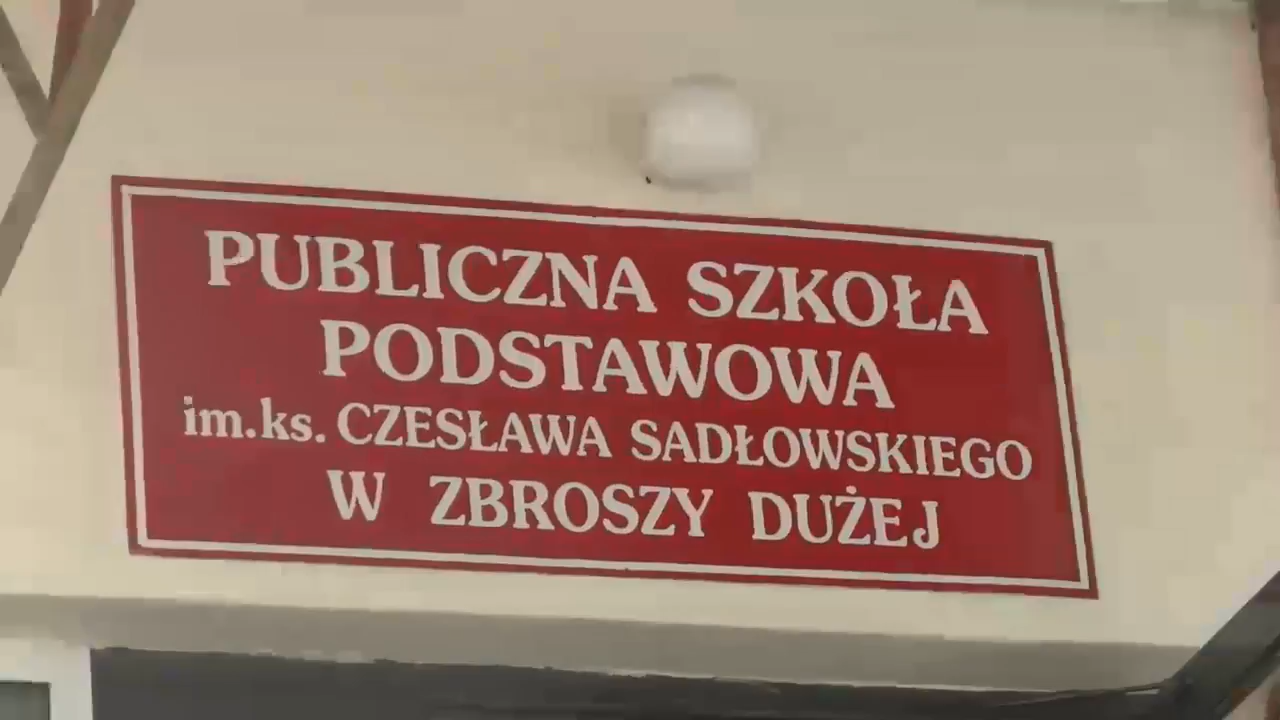 PUBLICZNA SZKOŁA
PODSTAWOWA
im.ks. CZESŁAWA SADŁOWSKIEGO
W ZBROSZY DUŻEJ